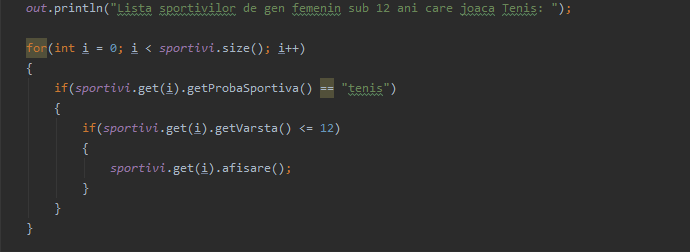 out.println("Lista sportivilor de gen femenin sub 12 ani care joaca Tenis: ");
for(int i = 0; i < sportivi.size(); i++)
{
if(sportivi.get(i).getProbaSportiva() == "tenis")
{
if(sportivi.get(i).getVarsta() <= 12)
{
sportivi.get(i).afisare();
}
}
}